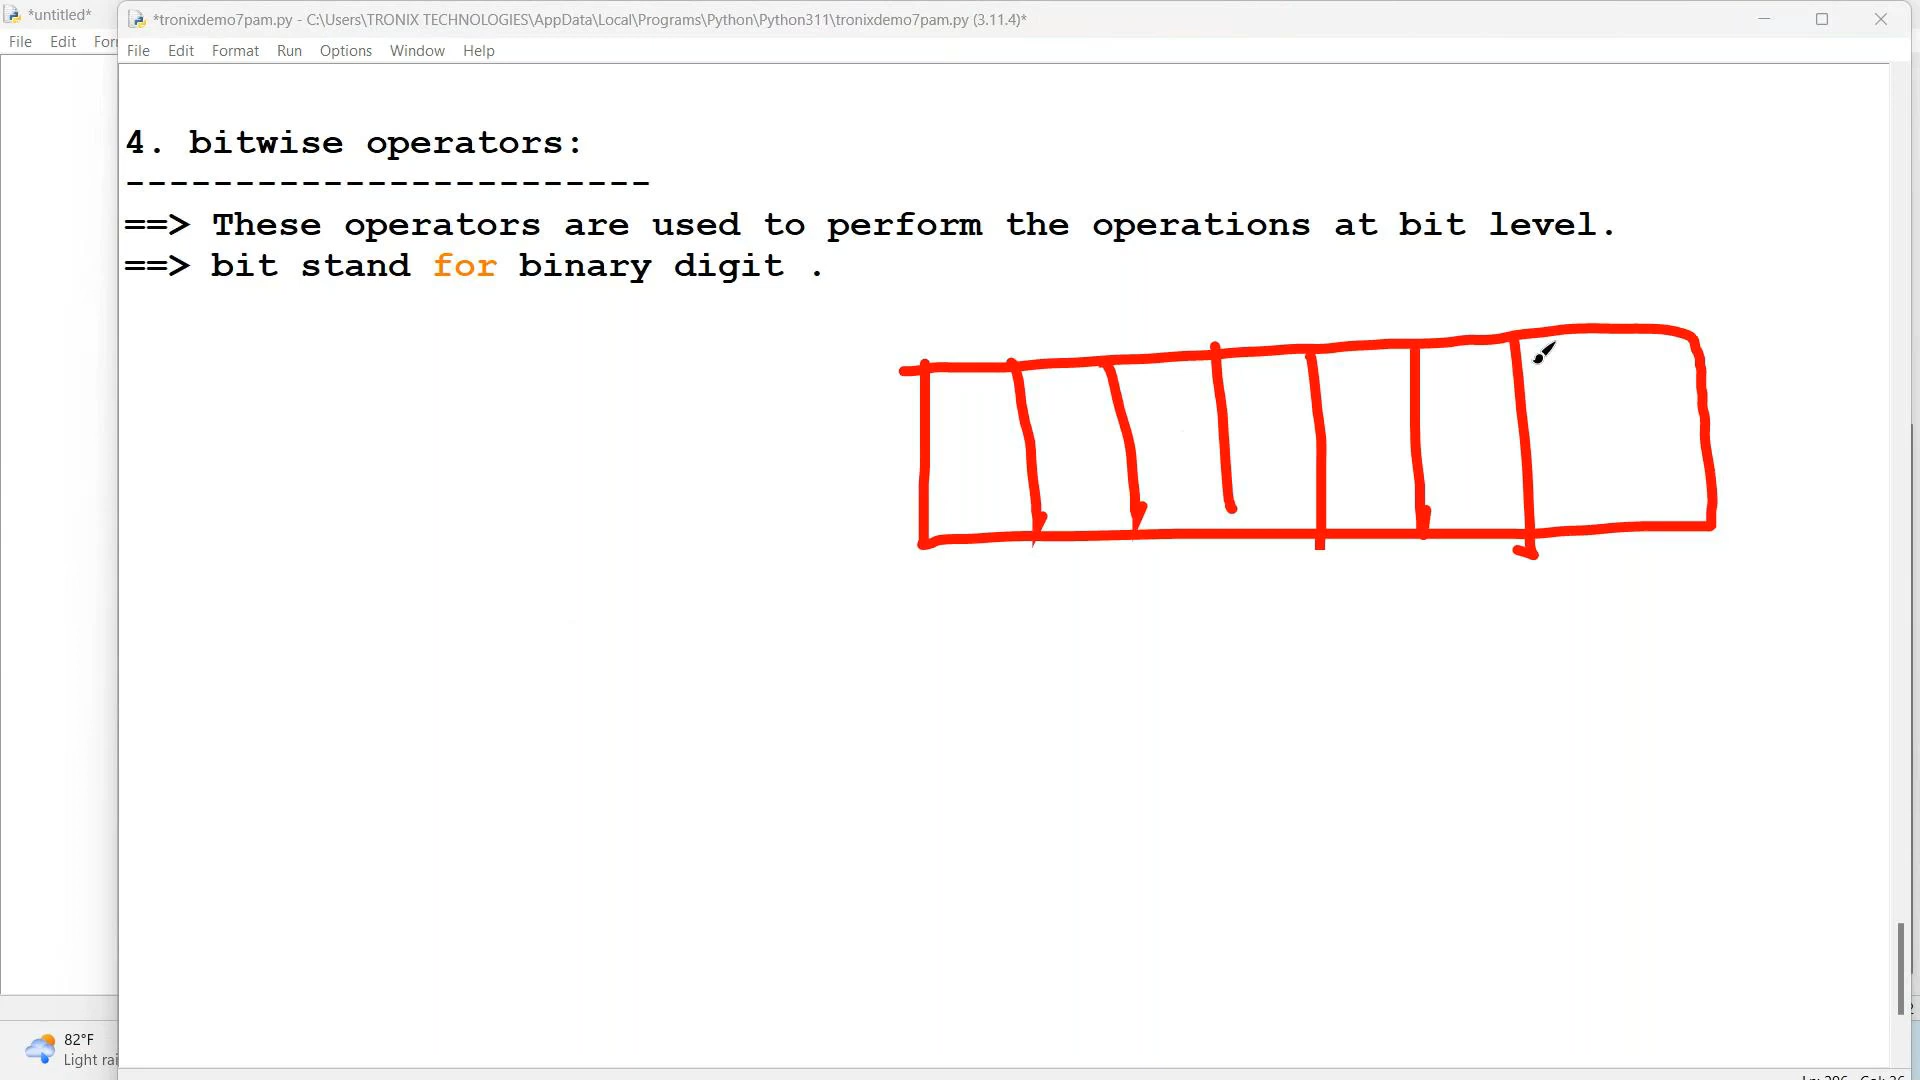 *untitled*
*tronixdemo7pam.py - C:\Users\TRONIX TECHNOLOGIES\AppData\Local\Programs\Python\Python311\tronixdemo7pam.py (3.11.4)*
File Edit
File Edit Format Run Options Window Help
4. bitwise operators:
------------------------
==> These operators are used to perform the operations at bit level.
==> bit stand for binary digit .
82°F
Light rai